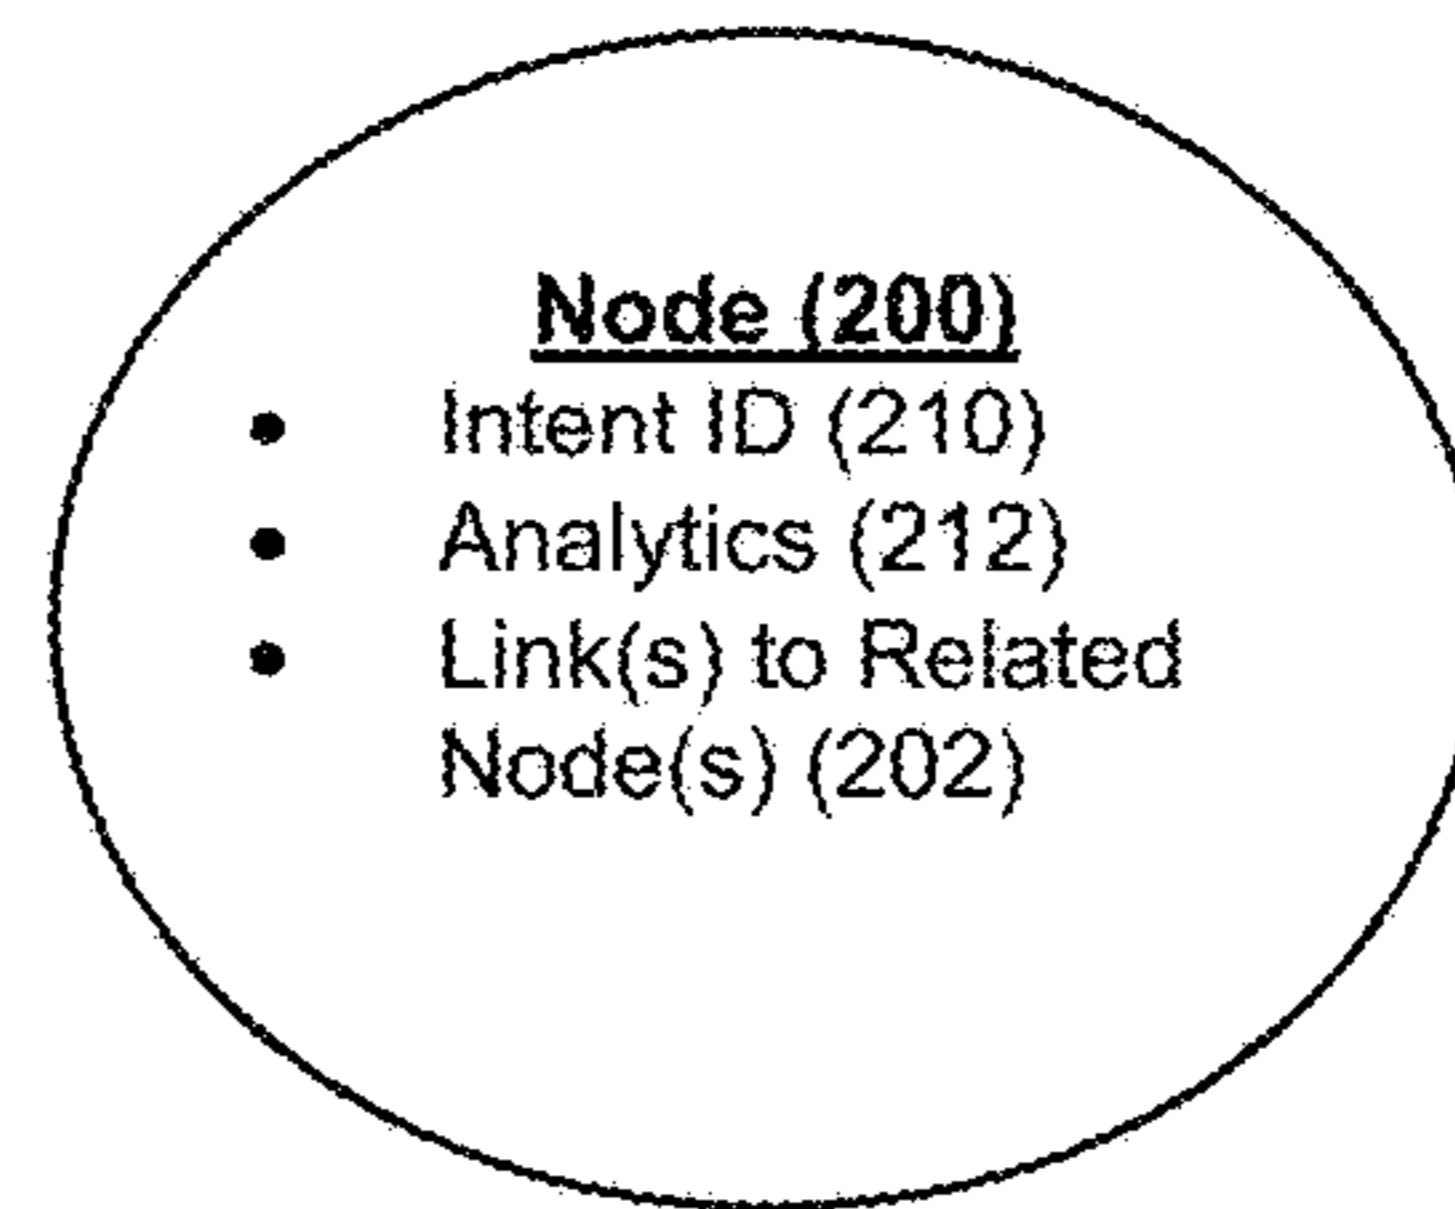 Node (200)
• Intent ID (210)
• Analytics (212)
• Link(s) to Related
Node(s) (202)